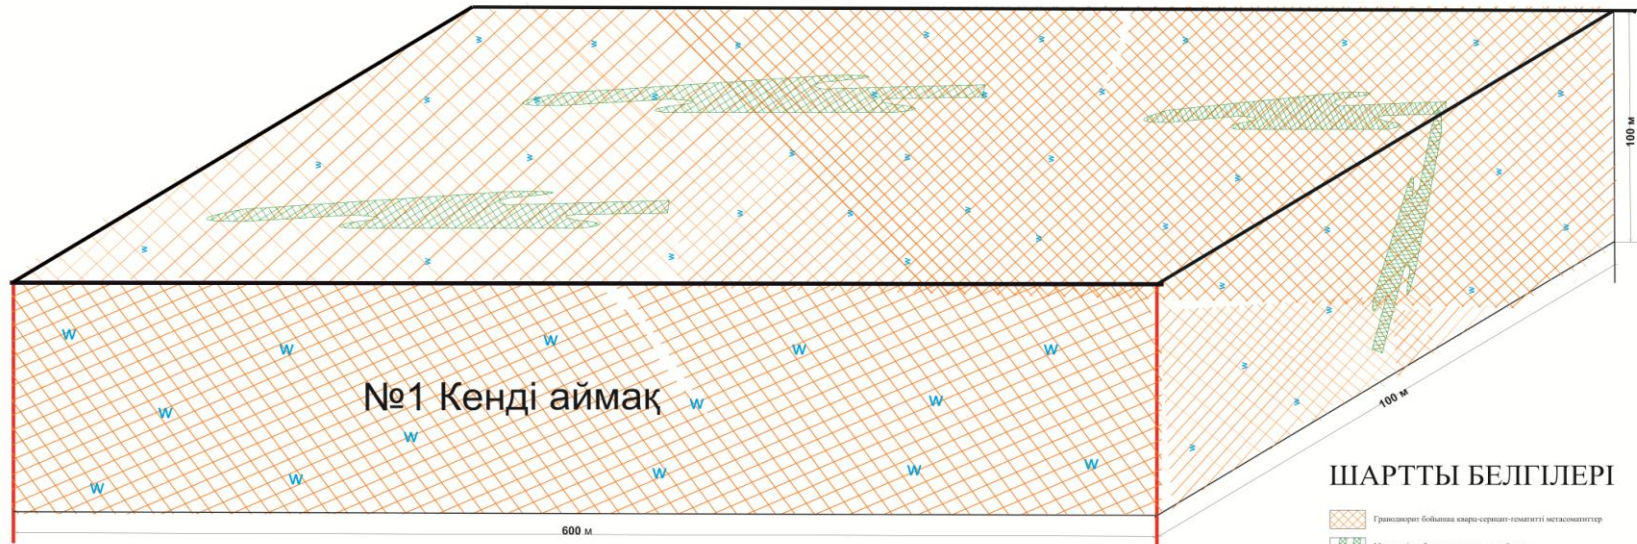 100 м
№1 Кенді аймақ
100 м
600 м
ШАРТТЫ БЕЛГІЛЕРІ
Гранодиорит бойынша кварц-серицит-гематитті метасоматиттер